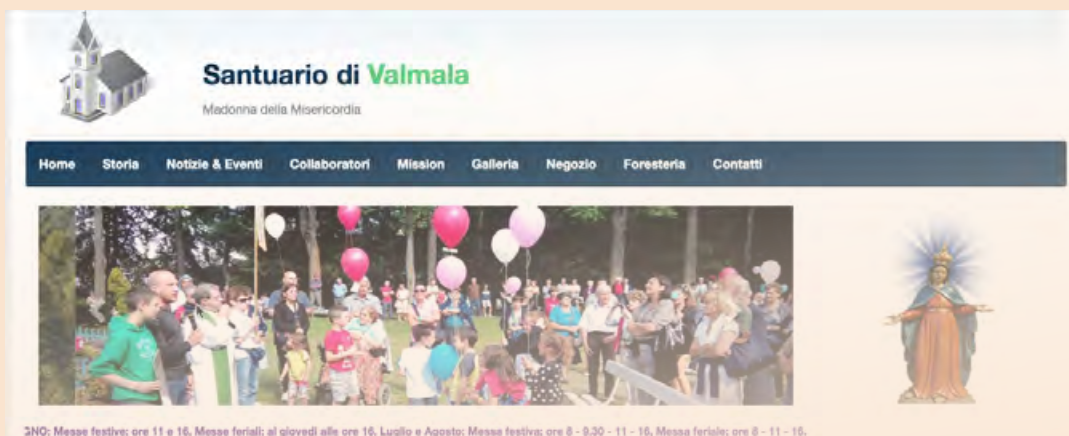 Santuario di Valmala
Madonna della Misericordia
Home Storia Notizie & Eventi Collaboratori Mission Galleria Negozio Foresteria Contatti
GNO: Messe festive: ore 11 e 16. Messe feriali: al giovedì alle ore 16. Luglio e Agosto: Messa festiva: ore 8 - 9.30 - 11 - 16. Messa feriale: ore 8 - 11 - 16.